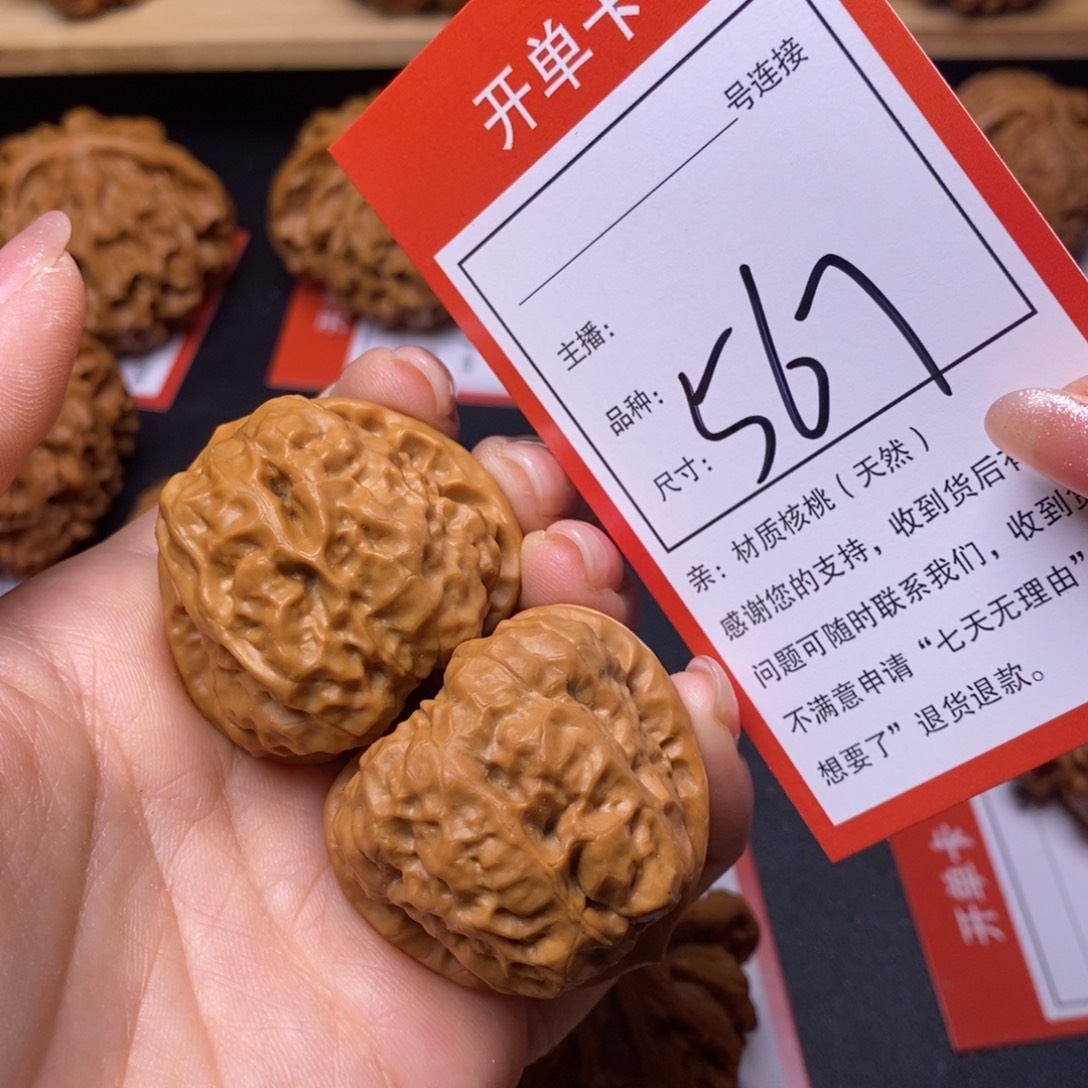 开单卡
号连接
主播：
品种：
尺寸：
567
亲：材质核桃（天然）
感谢您的支持，收到货后
问题可随时联系我们，收到
不满意申请“七天无理由”
想要了”退货退款。
开单卡